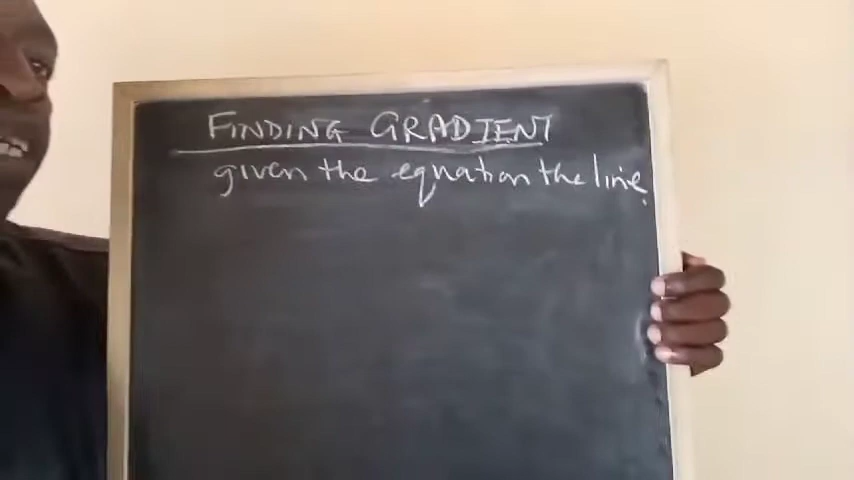 FINDING GRADIENT
given the equation the line.